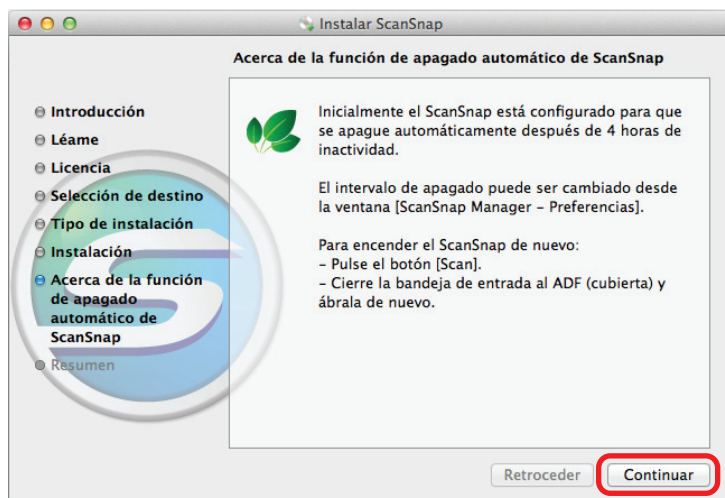 Instalar ScanSnap
Acerca de la función de apagado automático de ScanSnap
Introducción
Léame
Licencia
Selección de destino
Tipo de instalación
Instalación
Acerca de la función
de apagado
automático de
ScanSnap
Resumen
Inicialmente el ScanSnap está configurado para que
se apague automáticamente después de 4 horas de
inactividad.
El intervalo de apagado puede ser cambiado desde
la ventana [ScanSnap Manager – Preferencias].
Para encender el ScanSnap de nuevo:
– Pulse el botón [Scan].
– Cierre la bandeja de entrada al ADF (cubierta) y
ábrala de nuevo.
Retroceder
Continuar